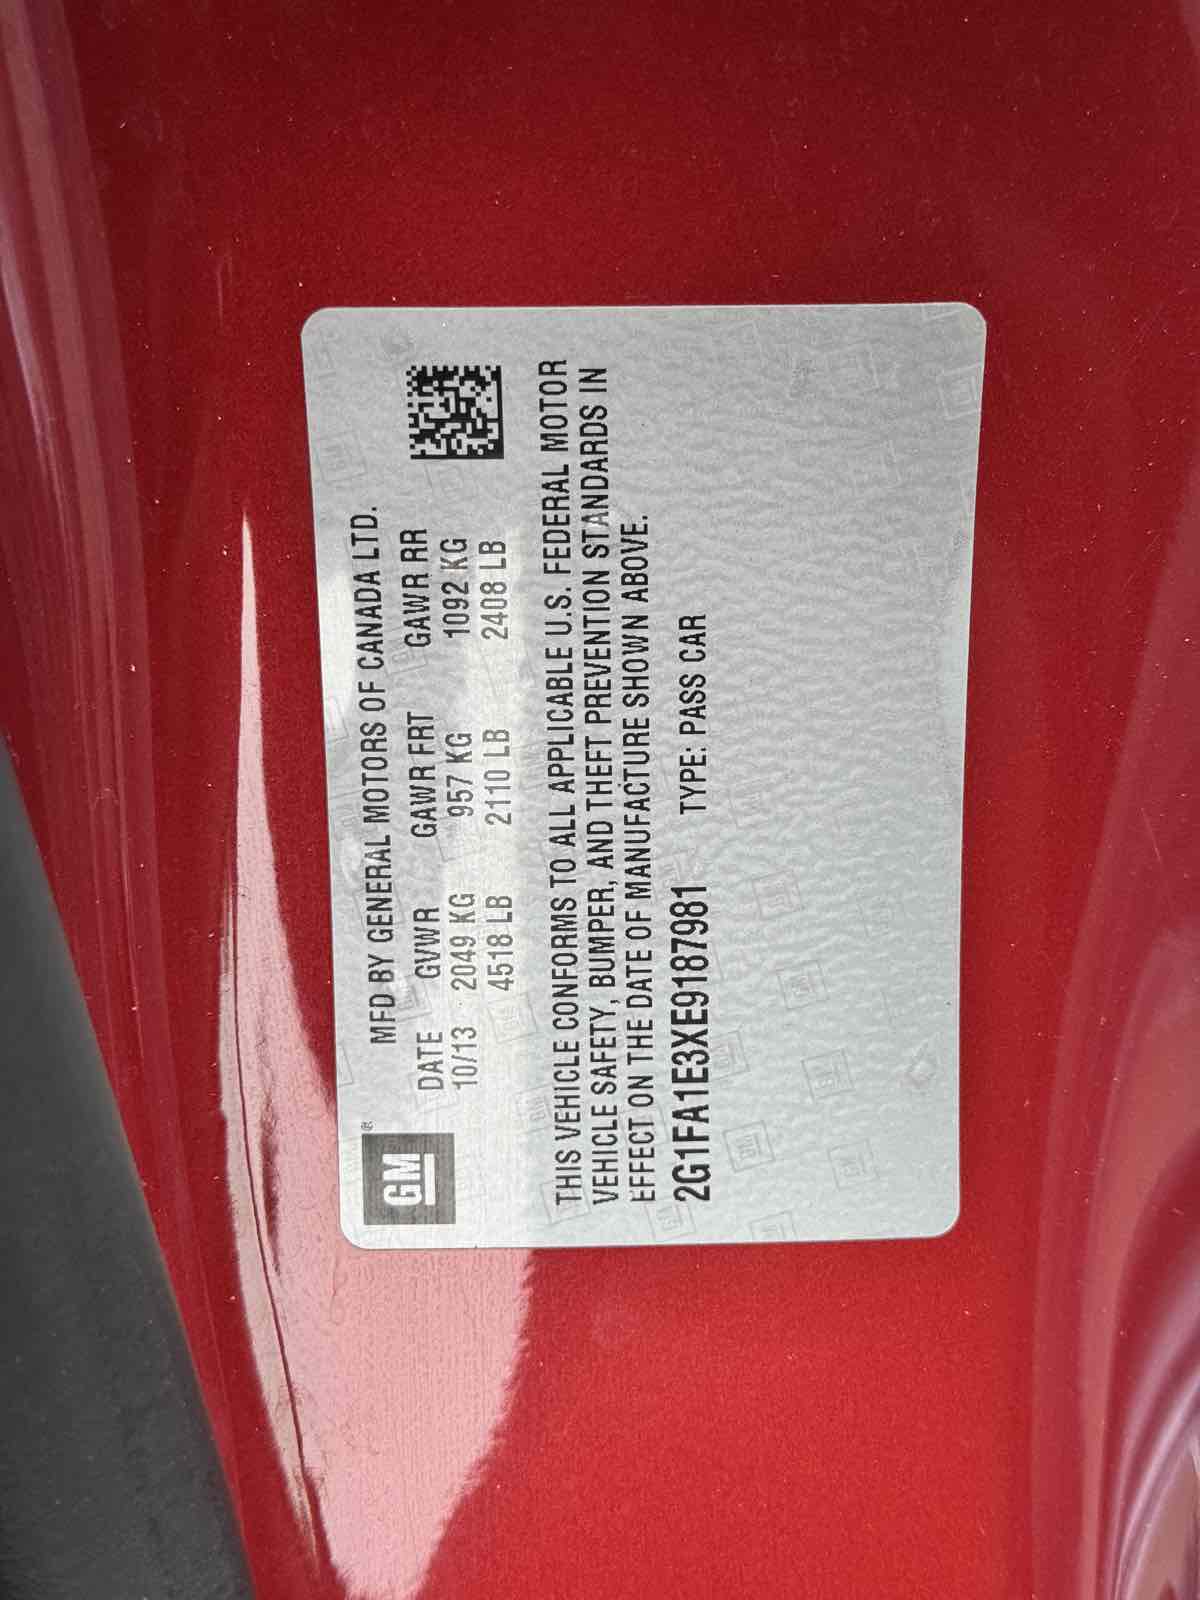 GM®
MFD BY GENERAL MOTORS OF CANADA LTD.
DATE GVWR GAWR FRT GAWR RR
10/13 2049 KG 957 KG 1092 KG
4518 LB 2110 LB 2408 LB
THIS VEHICLE CONFORMS TO ALL APPLICABLE U.S. FEDERAL MOTOR
VEHICLE SAFETY, BUMPER, AND THEFT PREVENTION STANDARDS IN
EFFECT ON THE DATE OF MANUFACTURE SHOWN ABOVE.
2G1FA1E3XE9187981 TYPE: PASS CAR